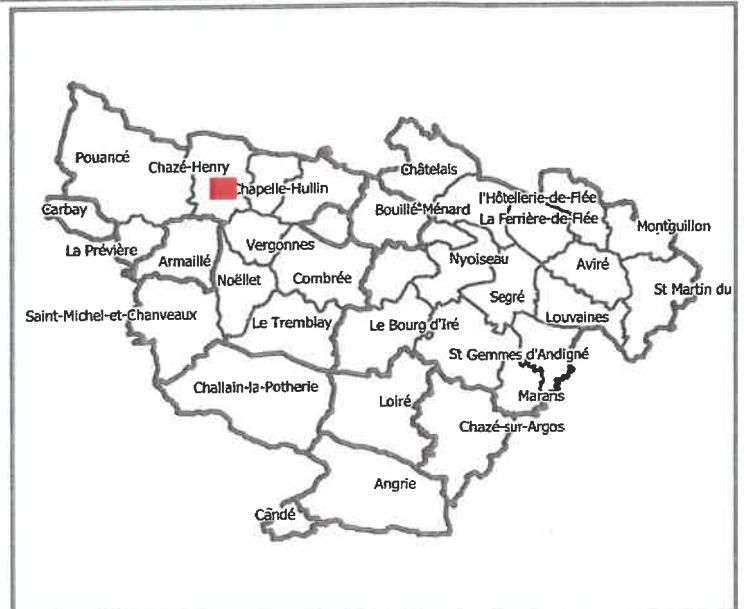 Pouancé
Chazé-Henry
Chapelle-Hullin
Châtelais
Carbay
Bouillé-Ménard
l'Hôtellerie-de-Flée
La Ferrière-de-Flée
Montguillon
La Prévière
Armaillé
Vergonnes
Nyoiseau
Aviré
Noëllet
Combrée
Segré
St Martin du
Saint-Michel-et-Chanveaux
Le Tremblay
Le Bourg d'Iré
Louvaines
St Gemmes d'Andigné
Challain-la-Potherie
Loiré
Marans
Chazé-sur-Argos
Angrie
Candé